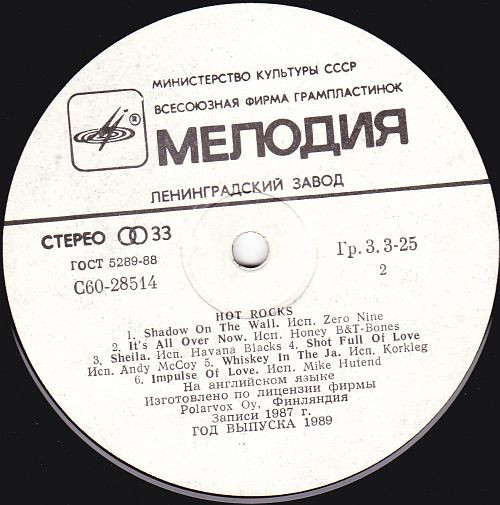 МИНИСТЕРСТВО КУЛЬТУРЫ СССР
ВСЕСОЮЗНАЯ ФИРМА ГРАМПЛАСТИНОК
®
МЕЛОДИЯ
ЛЕНИНГРАДСКИЙ ЗАВОД
СТЕРЕО 33
ГОСТ 5289-88
С60-28514
Гр. 3. 3-25
2
HOT ROCKS
1. Shadow On The Wall. Исп. Zero Nine
2. It's All Over Now. Исп. Honey B&T-Bones
3. Sheila. Исп. Havana Blacks 4. Shot Full Of Love
Исп. Andy McCoy 5. Whiskey In The Ja. Исп. Korkleg
6. Impulse Of Love. Исп. Mike Hutend
На английском языке
Изготовлено по лицензии фирмы
Polarvox Oy, Финляндия
Записи 1987 г.
ГОД ВЫПУСКА 1989